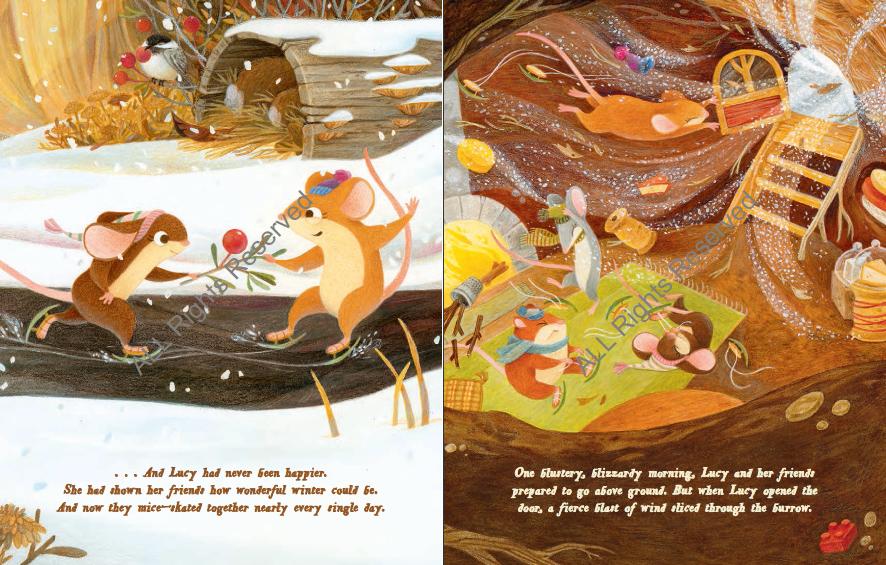 . . . And Lucy had never been happier.
She had shown her friends how wonderful winter could be.
And now they mice-skated together nearly every single day.
ALL Rights Reserved
One blustery, blizzardy morning, Lucy and her friends
prepared to go above ground. But when Lucy opened the
door, a fierce blast of wind sliced through the burrow.
ALL Rights Reserved